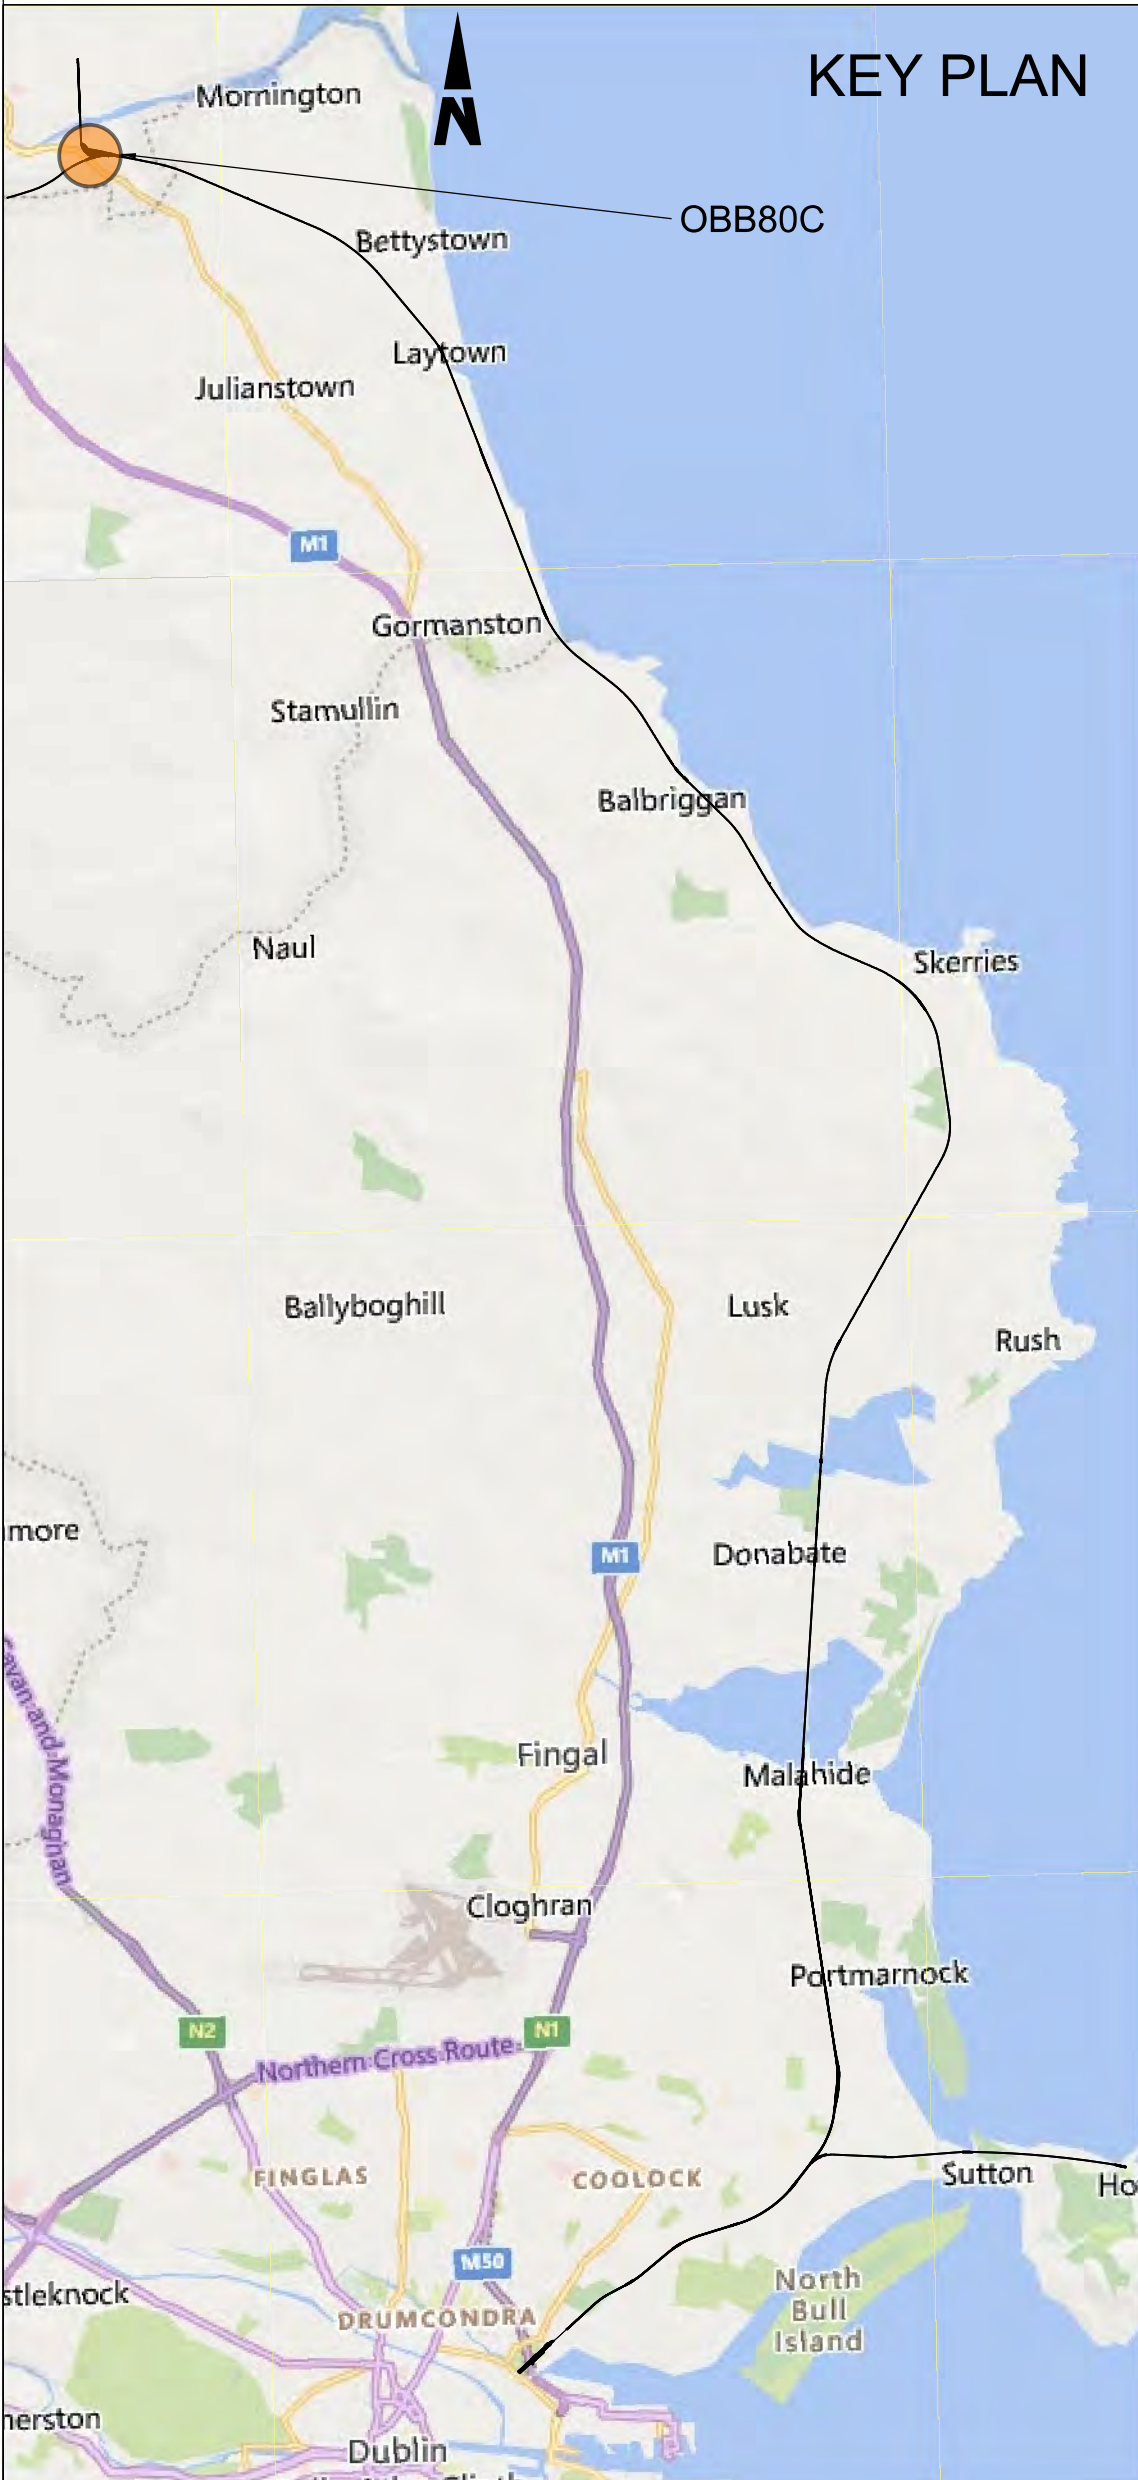 KEY PLAN
N
Mornington
OBB80C
Bettystown
Laytown
Julianstown
M1
Gormanston
Stamullin
Balbriggan
Naul
Skerries
Ballyboghill
Lusk
Rush
more
M1
Donabate
avan and Monaghan
Fingal
Malahide
Cloghran
Portmarnock
N2
N1
Northern Cross Route
FINGLAS
COOLOCK
Sutton
Ho
M50
stleknock
North
Bull
Island
DRUMCONDRA
herston
Dublin